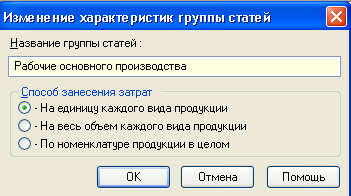 Изменение характеристик группы статей
Название группы статей :
Рабочие основного производства
Способ занесения затрат
- На единицу каждого вида продукции
- На весь объем каждого вида продукции
- По номенклатуре продукции в целом
OK Отмена Помощь